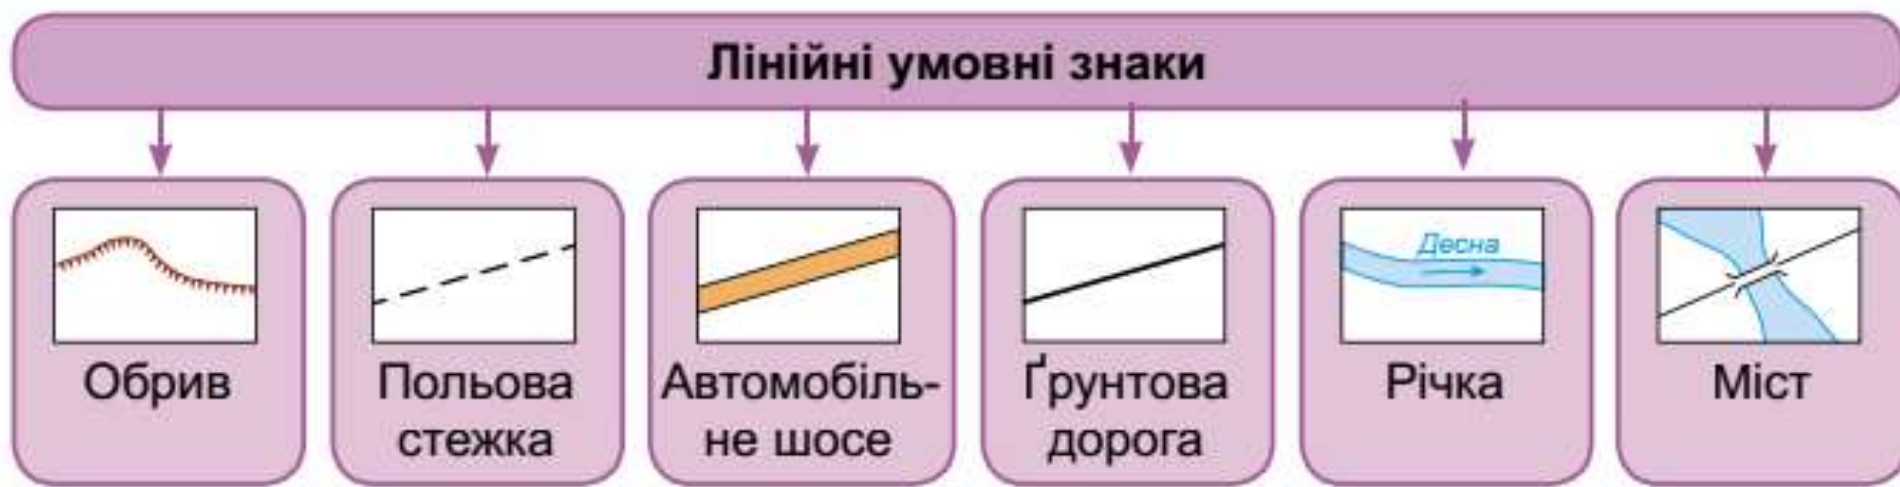 Лінійні умовні знаки
Обрив
Польова
стежка
Автомобіль-
не шосе
Ґрунтова
дорога
Десна
Річка
Міст